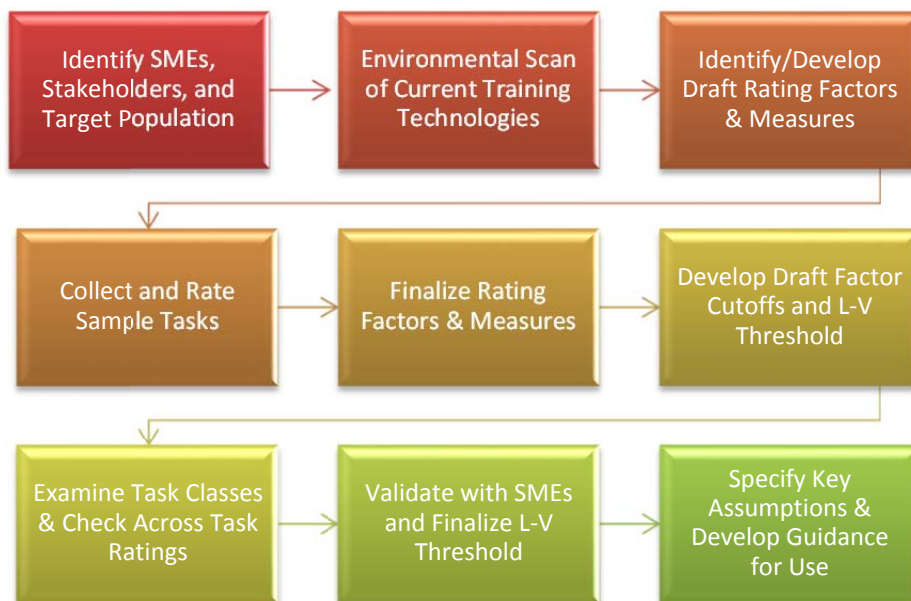 Identify SMEs,
Stakeholders, and
Target Population
Environmental Scan
of Current Training
Technologies
Identify/Develop
Draft Rating Factors
& Measures
Collect and Rate
Sample Tasks
Finalize Rating
Factors & Measures
Develop Draft Factor
Cutoffs and L-V
Threshold
Examine Task Classes
& Check Across Task
Ratings
Validate with SMEs
and Finalize L-V
Threshold
Specify Key
Assumptions &
Develop Guidance
for Use